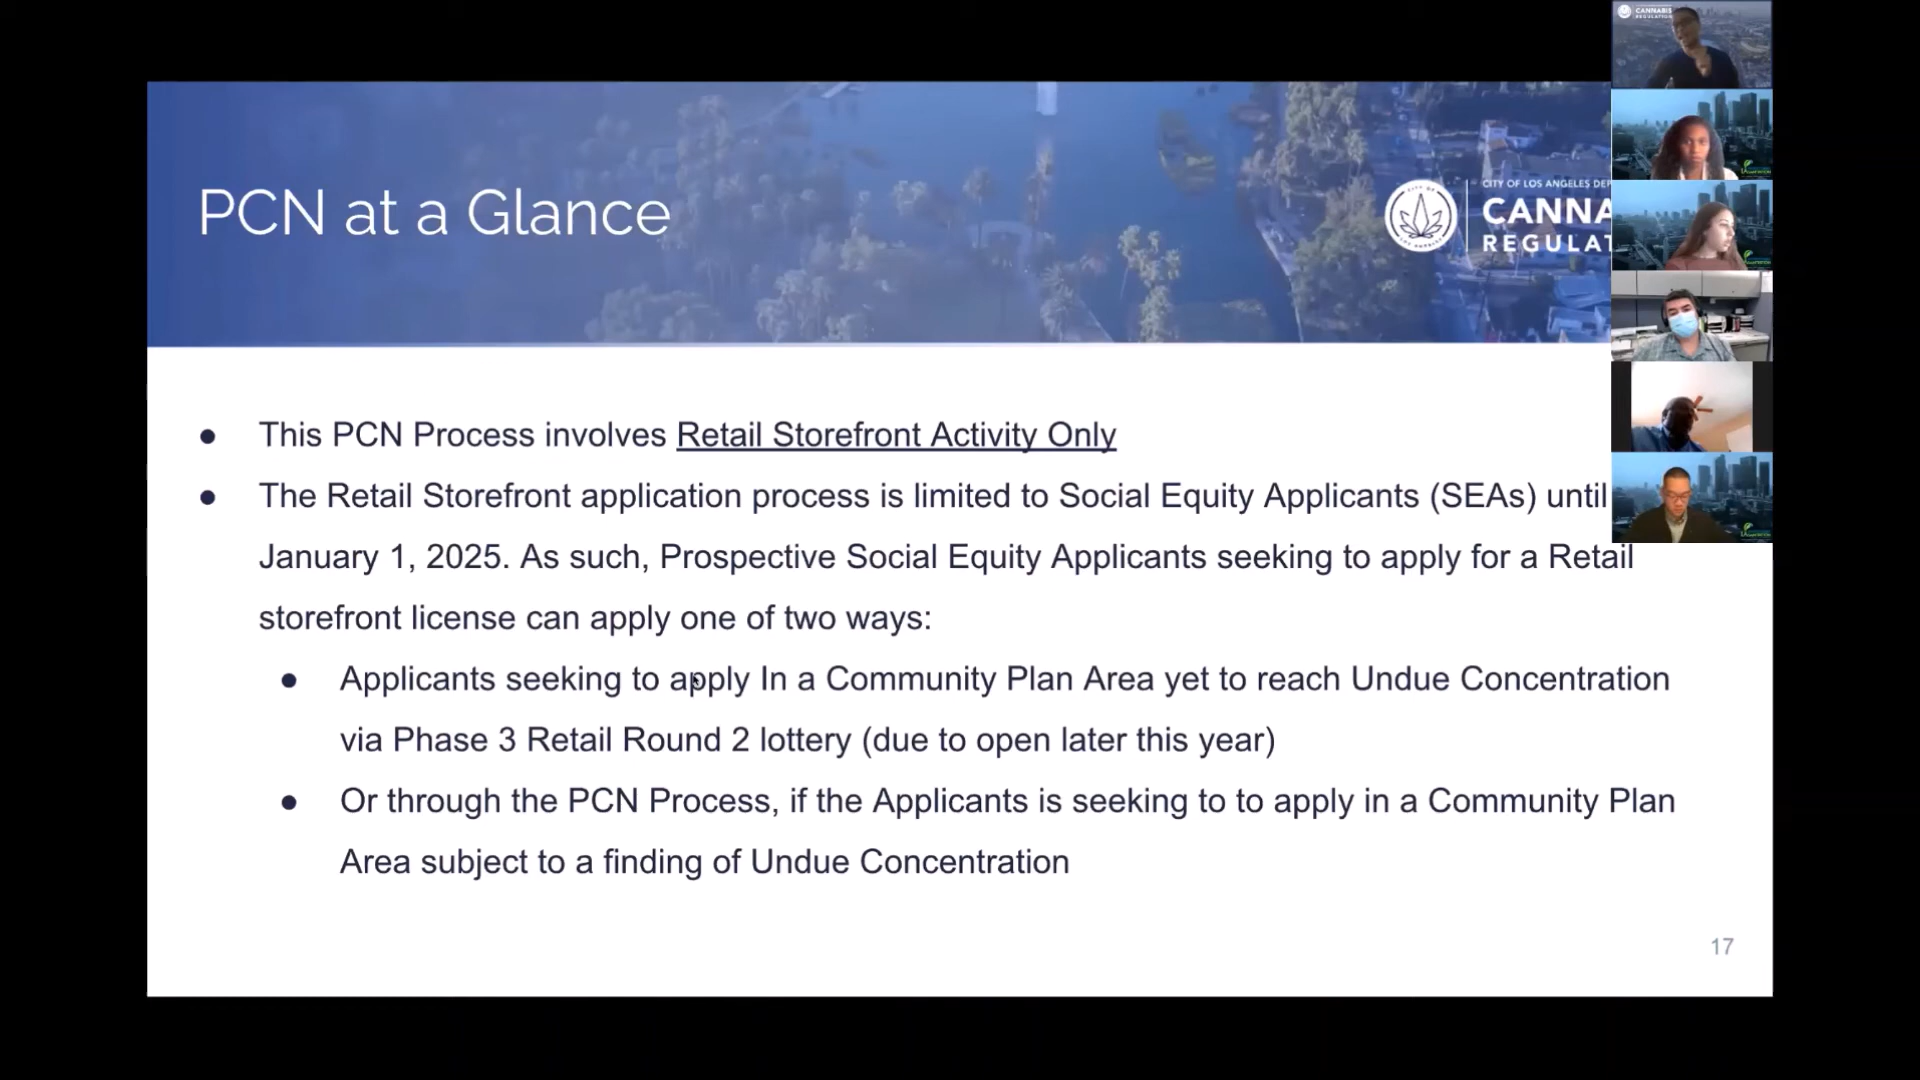 CANNABIS
REGULATION
PCN at a Glance
CITY OF LOS ANGELES DEP
CANNA
REGULAT
● This PCN Process involves Retail Storefront Activity Only
● The Retail Storefront application process is limited to Social Equity Applicants (SEAs) until
January 1, 2025. As such, Prospective Social Equity Applicants seeking to apply for a Retail
storefront license can apply one of two ways:
● Applicants seeking to apply In a Community Plan Area yet to reach Undue Concentration
via Phase 3 Retail Round 2 lottery (due to open later this year)
● Or through the PCN Process, if the Applicants is seeking to to apply in a Community Plan
Area subject to a finding of Undue Concentration
17